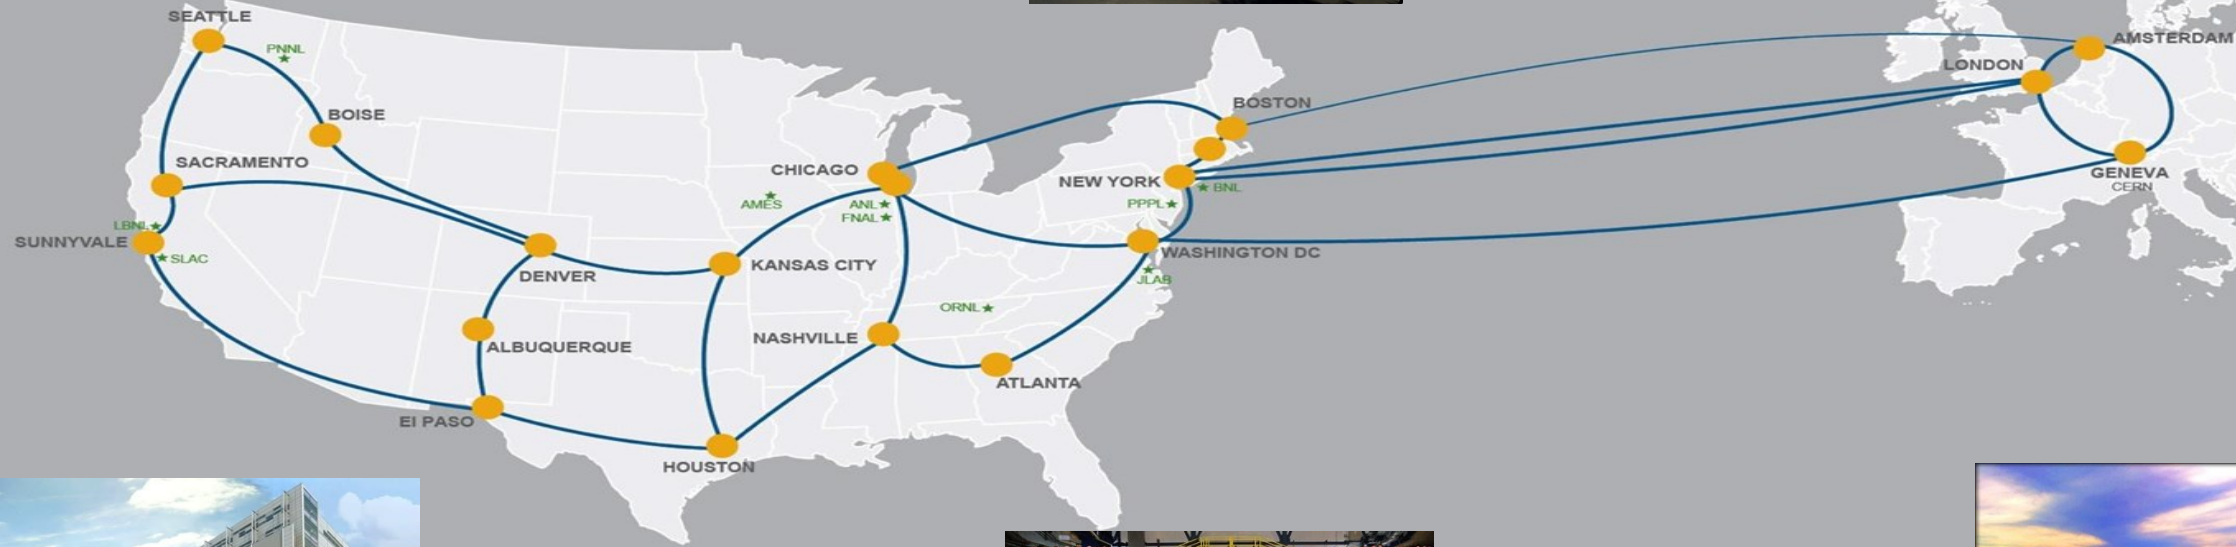 SEATTLE
PNNL
BOISE
SACRAMENTO
LBNL
SUNNYVALE
SLAC
DENVER
ALBUQUERQUE
El PASO
HOUSTON
KANSAS CITY
CHICAGO
AMES
ANL
FNAL
NASHVILLE
ORNL
ATLANTA
BOSTON
NEW YORK
BNL
PPPL
WASHINGTON DC
JLAB
AMSTERDAM
LONDON
GENEVA
CERN